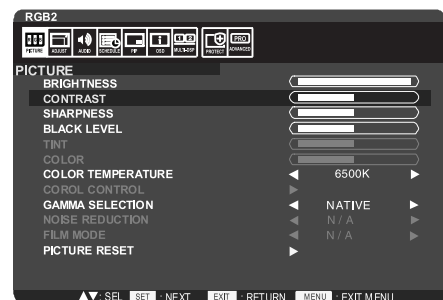 RGB2
PICTURE ADJUST AUDIO SCHEDULE PIP OSD MULTI-DSP PROTECT ADVANCED
PRO
PICTURE
BRIGHTNESS
CONTRAST
SHARPNESS
BLACK LEVEL
TINT
COLOR
COLOR TEMPERATURE 6500K
COROL CONTROL
GAMMA SELECTION NATIVE
NOISE REDUCTION N / A
FILM MODE N / A
PICTURE RESET
: SEL SET : NEXT EXIT : RETURN MENU : EXIT MENU